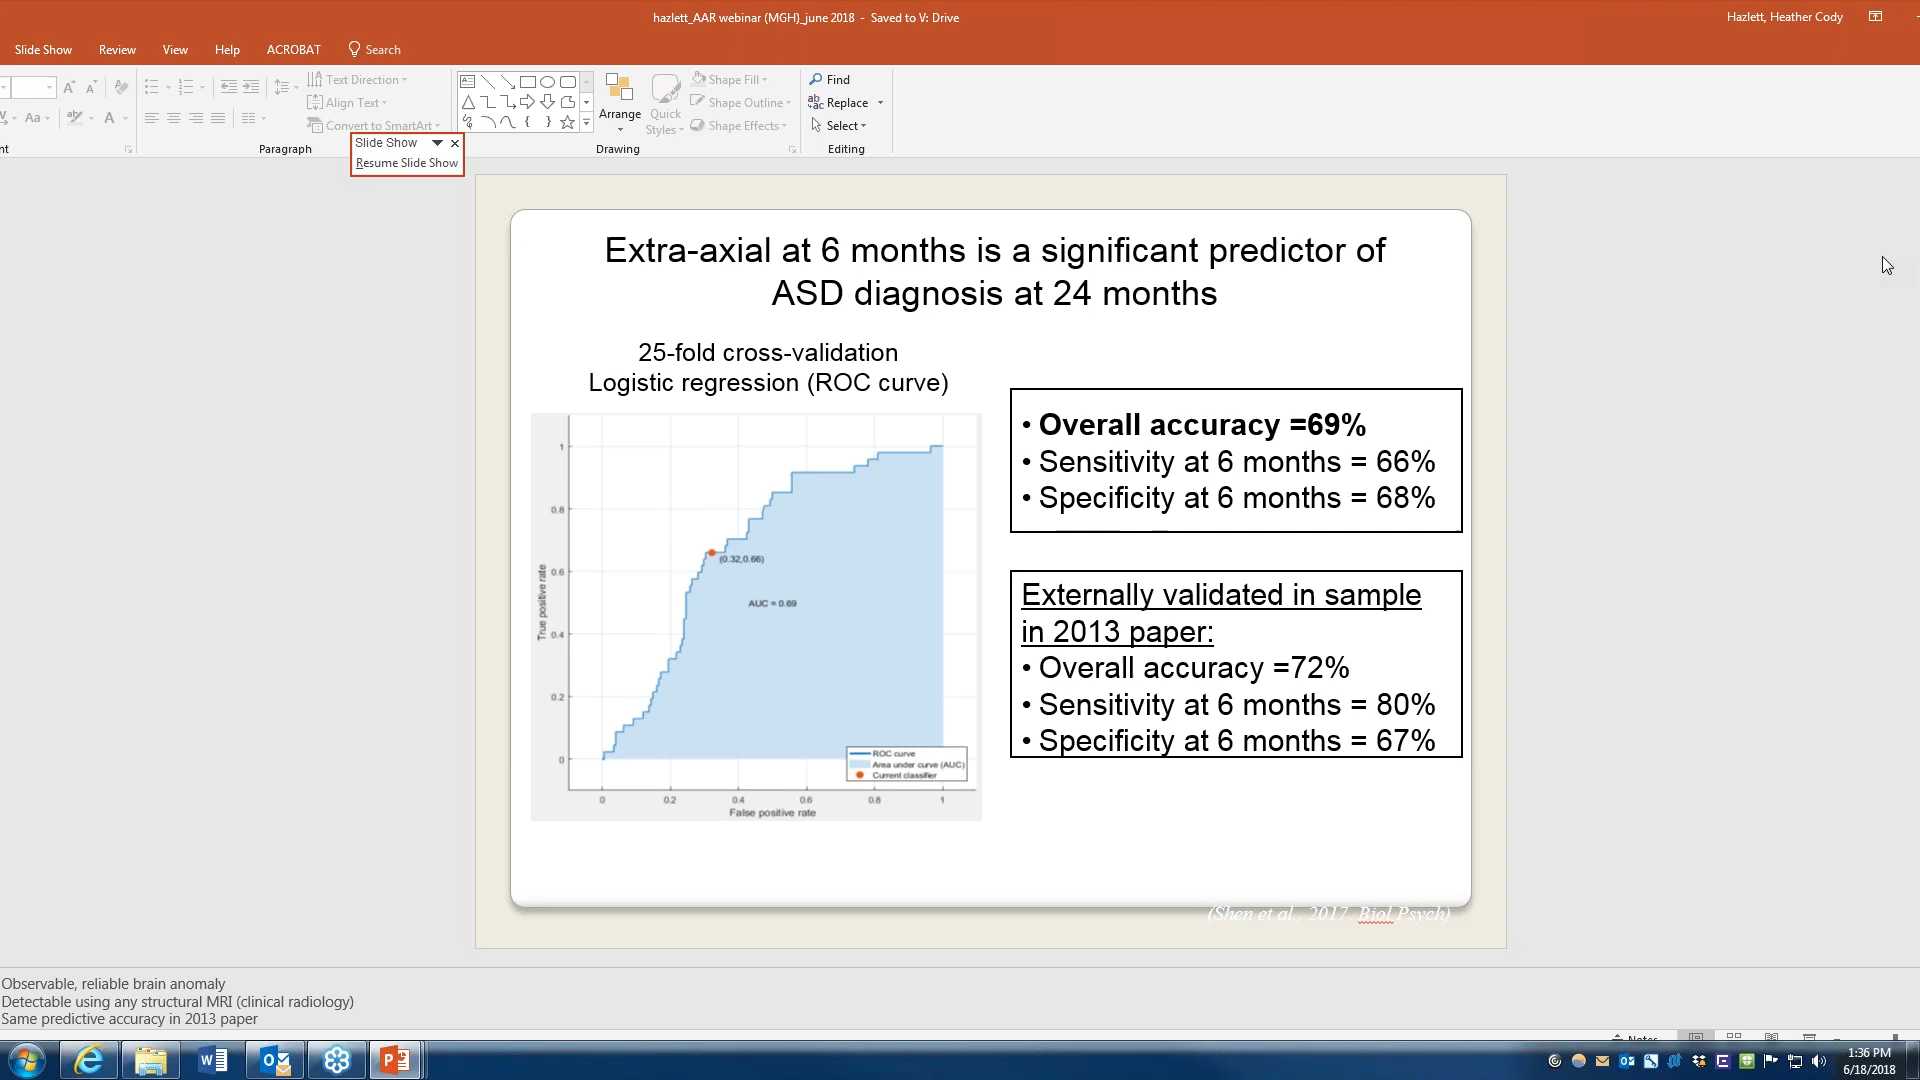 hazlett_AAR webinar (MGH)_june 2018 - Saved to V: Drive
Hazlett, Heather Cody
Slide Show Review View Help ACROBAT Search
Text Direction
Align Text
Convert to SmartArt
Aa
A
Paragraph
Slide Show
Resume Slide Show
Arrange
Quick Styles
Shape Fill
Shape Outline
Shape Effects
Drawing
Find
Replace
Select
Editing
Extra-axial at 6 months is a significant predictor of
ASD diagnosis at 24 months
25-fold cross-validation
Logistic regression (ROC curve)
1
0.8
0.6
0.4
0.2
0
True positive rate
(0.32,0.66)
AUC = 0.69
ROC curve
Area under curve (AUC)
Current classifier
0 0.2 0.4 0.6 0.8 1
False positive rate
• Overall accuracy =69%
• Sensitivity at 6 months = 66%
• Specificity at 6 months = 68%
Externally validated in sample
in 2013 paper:
• Overall accuracy =72%
• Sensitivity at 6 months = 80%
• Specificity at 6 months = 67%
(Shen et al., 2017, Biol Psych)
Observable, reliable brain anomaly
Detectable using any structural MRI (clinical radiology)
Same predictive accuracy in 2013 paper
Notes
1:36 PM
6/18/2018